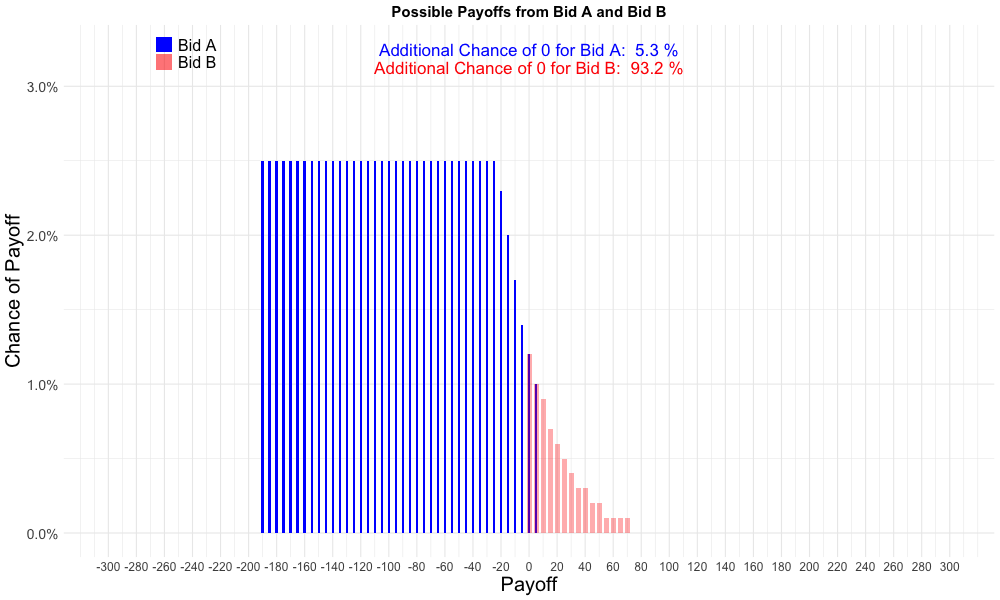 Possible Payoffs from Bid A and Bid B
Bid A
Bid B
Additional Chance of 0 for Bid A:  5.3 %
Additional Chance of 0 for Bid B:  93.2 %
Chance of Payoff
3.0%
2.0%
1.0%
0.0%
-300 -280 -260 -240 -220 -200 -180 -160 -140 -120 -100 -80 -60 -40 -20 0 20 40 60 80 100 120 140 160 180 200 220 240 260 280 300
Payoff